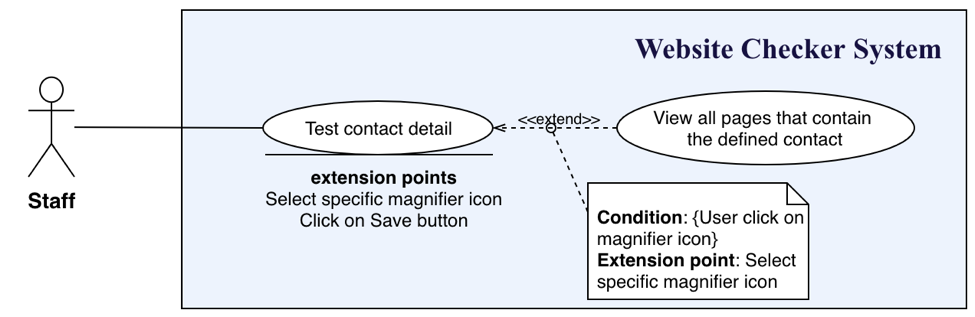 Website Checker System
Staff
Test contact detail
extension points
Select specific magnifier icon
Click on Save button
<<extend>>
View all pages that contain
the defined contact
Condition: {User click on
magnifier icon}
Extension point: Select
specific magnifier icon